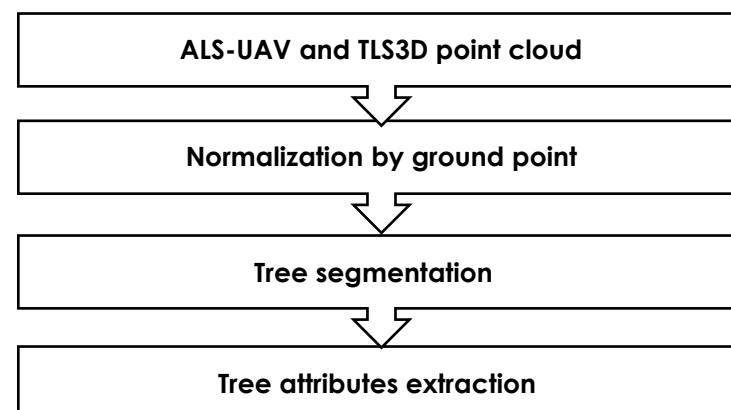 ALS-UAV and TLS3D point cloud
Normalization by ground point
Tree segmentation
Tree attributes extraction